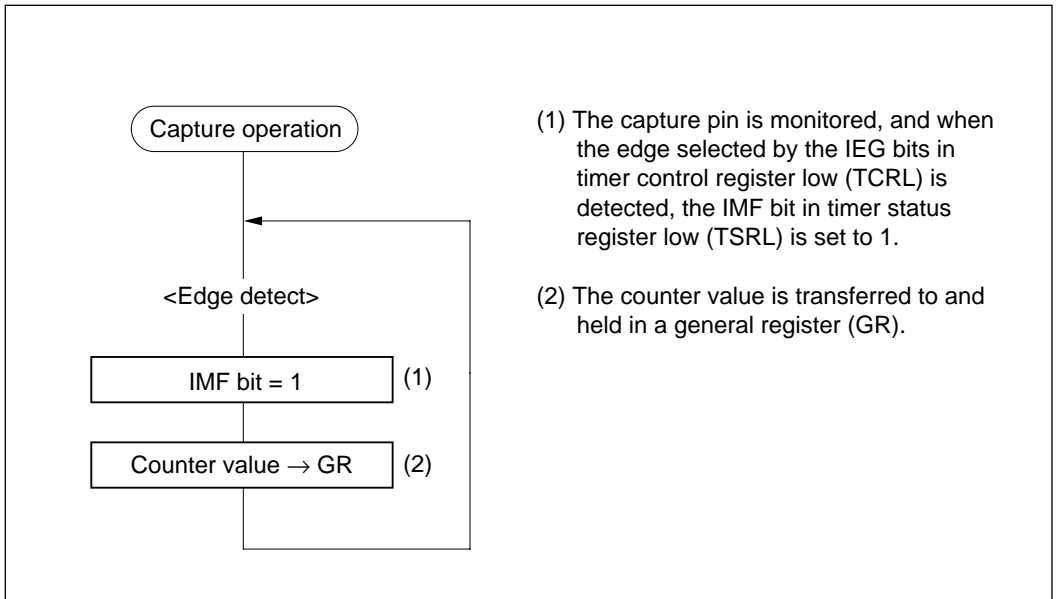 Capture operation
<Edge detect>
IMF bit = 1
(1)
Counter value → GR
(2)
(1) The capture pin is monitored, and when
the edge selected by the IEG bits in
timer control register low (TCRL) is
detected, the IMF bit in timer status
register low (TSRL) is set to 1.
(2) The counter value is transferred to and
held in a general register (GR).